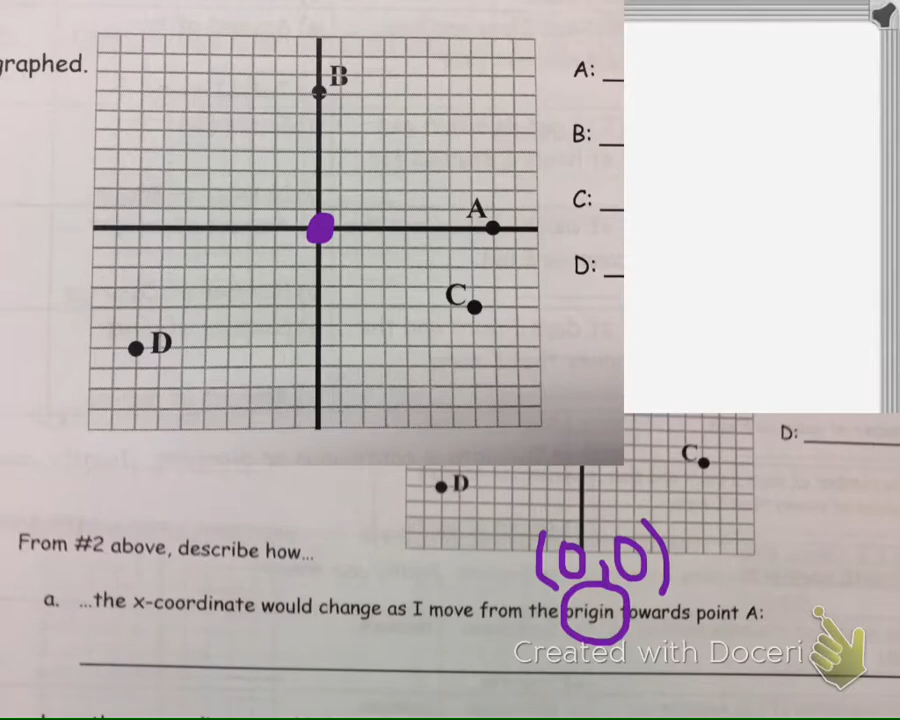 graphed.
B
A
C
D
A:
B:
C:
D:
D:
C
D
From #2 above, describe how...
(0,0)
a. ...the x-coordinate would change as I move from the origin towards point A:
Created with Doceri